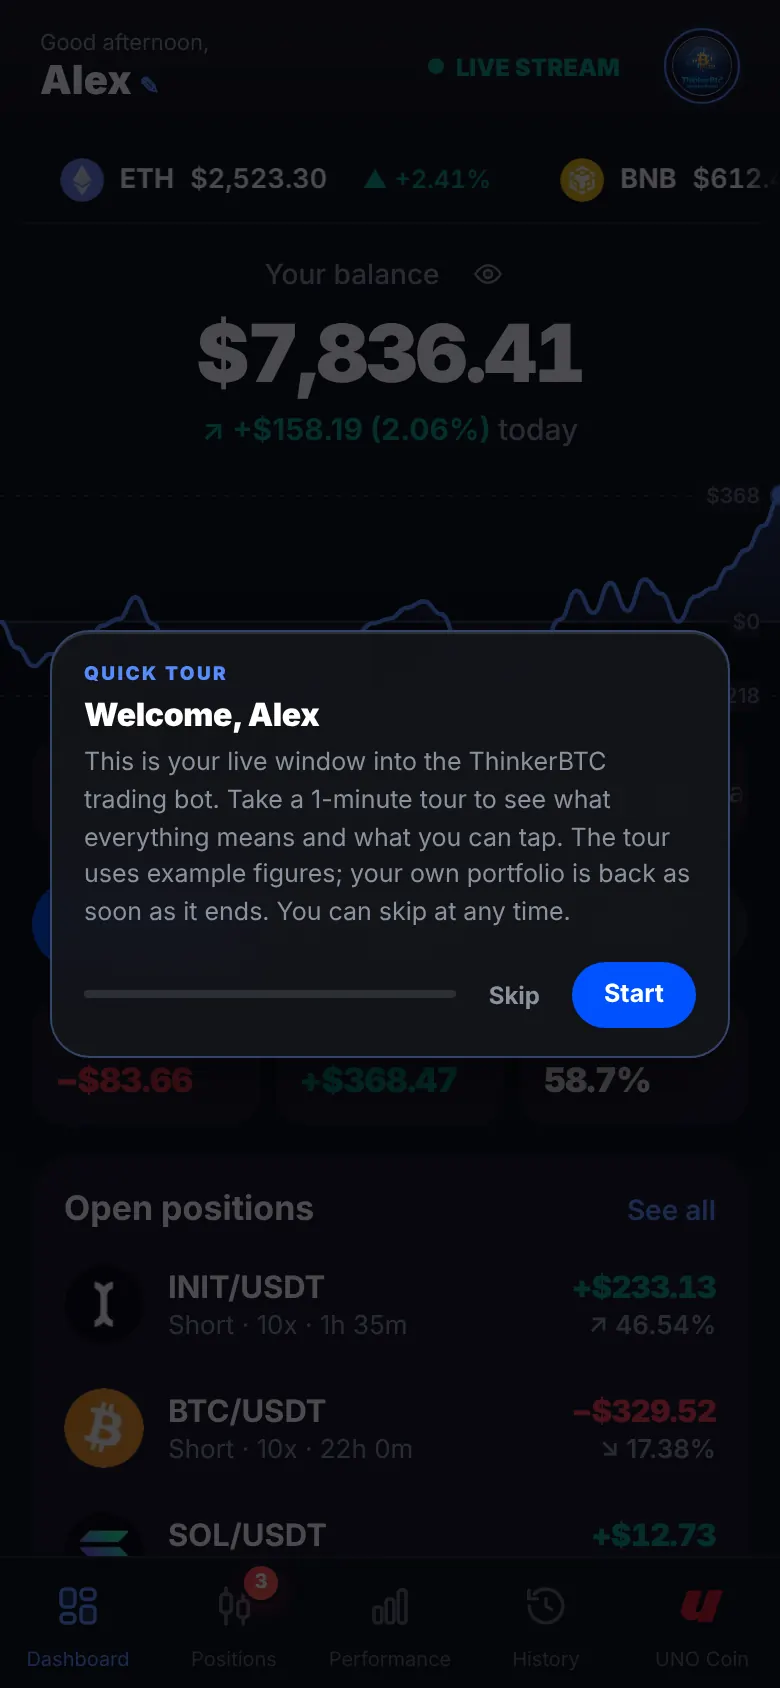 Good afternoon,
Alex
LIVE STREAM
ETH $2,523.30 ▲ +2.41% BNB $612.
Your balance
$7,836.41
↗ +$158.19 (2.06%) today
$368
$0
218
QUICK TOUR
Welcome, Alex
This is your live window into the ThinkerBTC
trading bot. Take a 1-minute tour to see what
everything means and what you can tap. The tour
uses example figures; your own portfolio is back as
soon as it ends. You can skip at any time.
Skip
Start
−$83.66 +$368.47 58.7%
Open positions See all
INIT/USDT +$233.13
Short · 10x · 1h 35m ↗ 46.54%
BTC/USDT −$329.52
Short · 10x · 22h 0m ↘ 17.38%
SOL/USDT +$12.73
3
Dashboard Positions Performance History UNO Coin